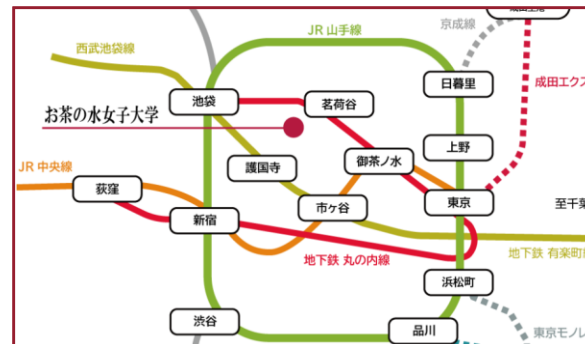 JR 山手線
京成線
西武池袋線
成田エクス
日暮里
池袋
茗荷谷
お茶の水女子大学
上野
御茶ノ水
護国寺
JR 中央線
荻窪
東京
至千葉
市ヶ谷
新宿
地下鉄 丸の内線
地下鉄 有楽町
浜松町
渋谷
品川
東京モノレ